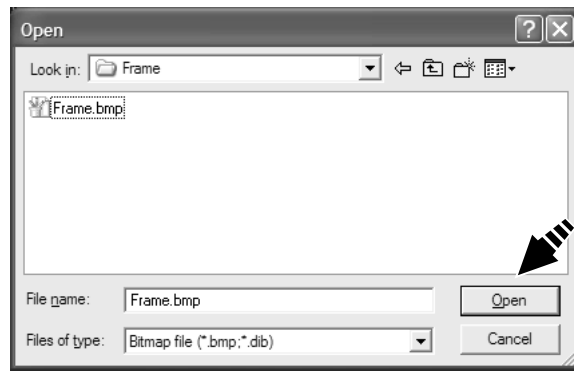 Open
Look in: Frame
Frame.bmp
File name: Frame.bmp Open
Files of type: Bitmap file (*.bmp;*.dib) Cancel